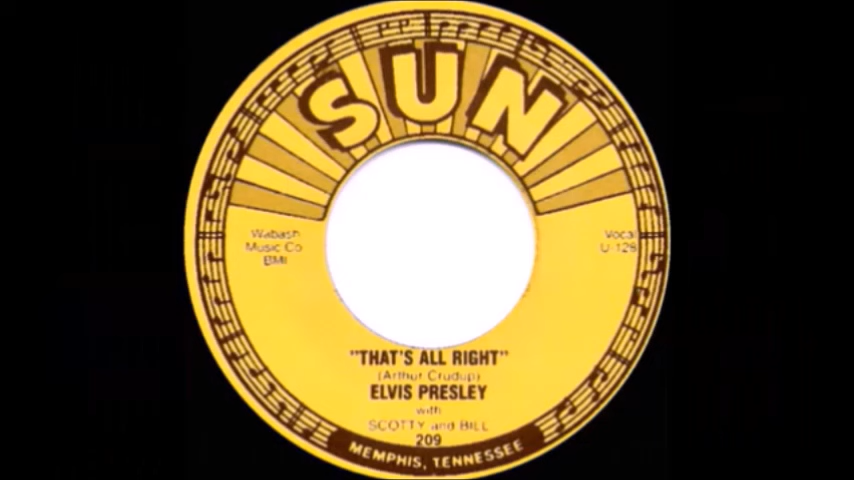 SUN
Wabash
Music Co
BMI
Vocal
U-128
"THAT'S ALL RIGHT"
(Arthur Crudup)
ELVIS PRESLEY
with
SCOTTY and BILL
209
MEMPHIS, TENNESSEE